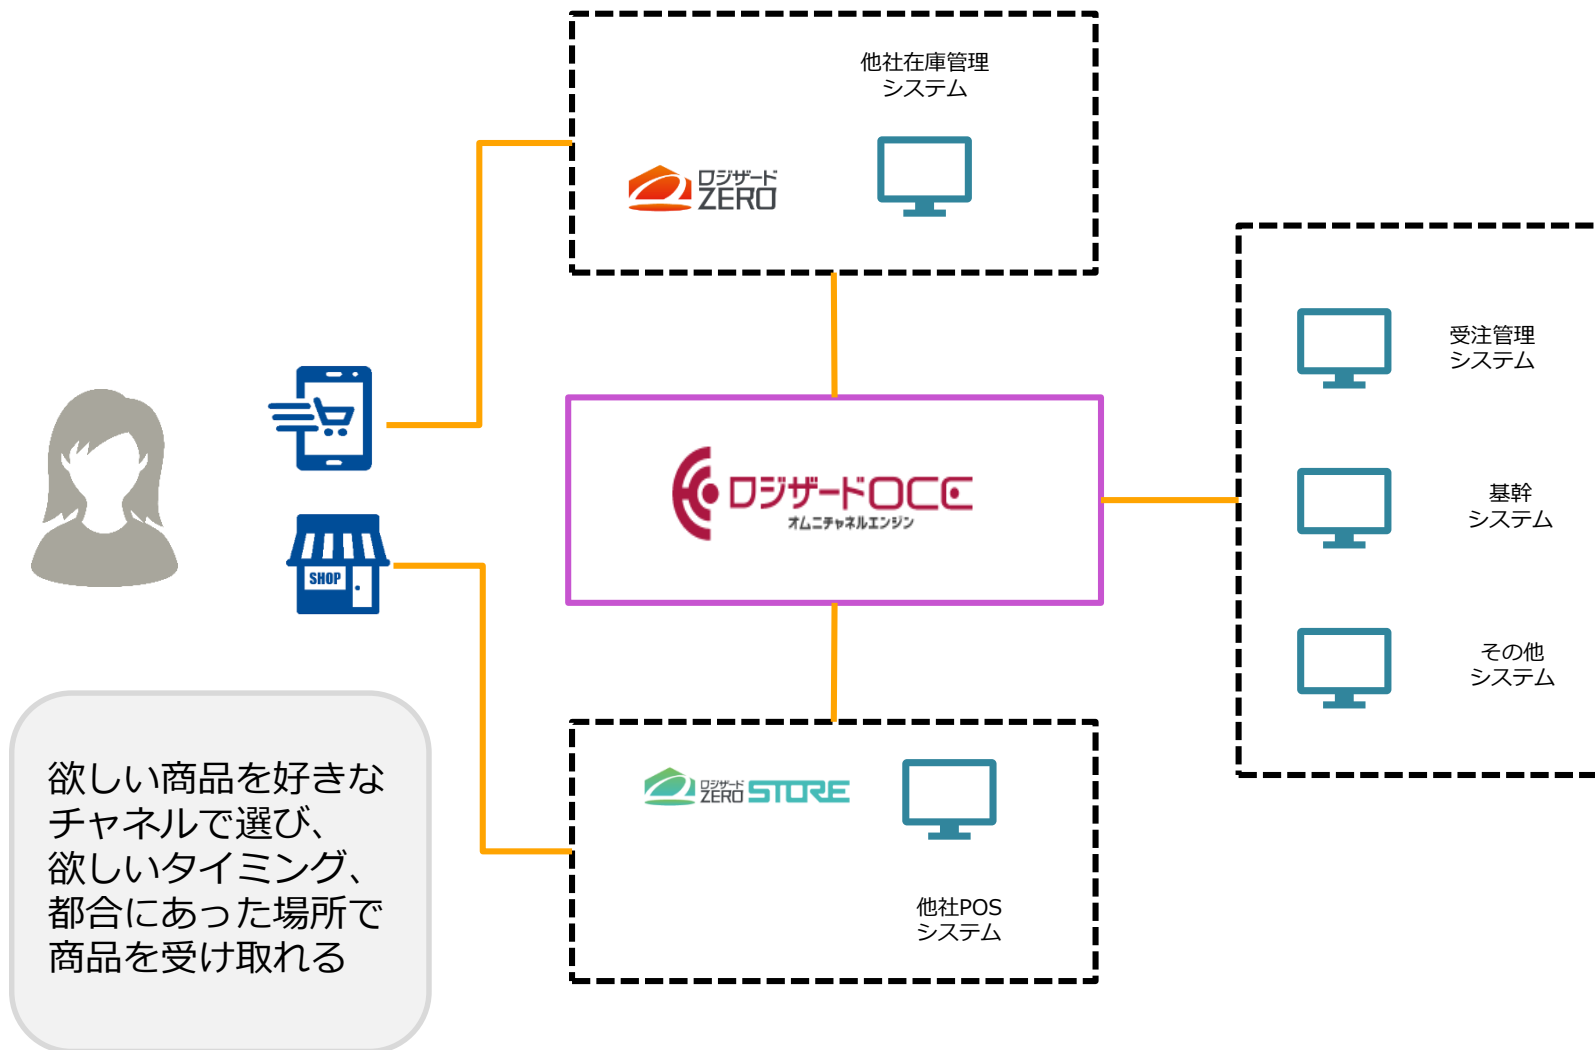 他社在庫管理
システム
ロジザード
ZERO
受注管理
システム
ロジザードOCE
オムニチャネルエンジン
基幹
システム
SHOP
その他
システム
欲しい商品を好きな
チャネルで選び、
欲しいタイミング、
都合にあった場所で
商品を受け取れる
ロジザード
ZERO STORE
他社POS
システム